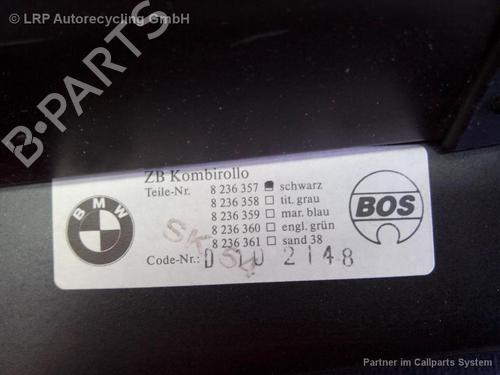 © LRP Autorecycling GmbH
B-PARTS
ZB Kombirollo
Teile-Nr. 8 236 357 schwarz
8 236 358 tit. grau
8 236 359 mar. blau
8 236 360 engl. grün
8 236 361 sand 38
Code-Nr.: 2148
BMW
BOS
SK
Partner im Callparts System